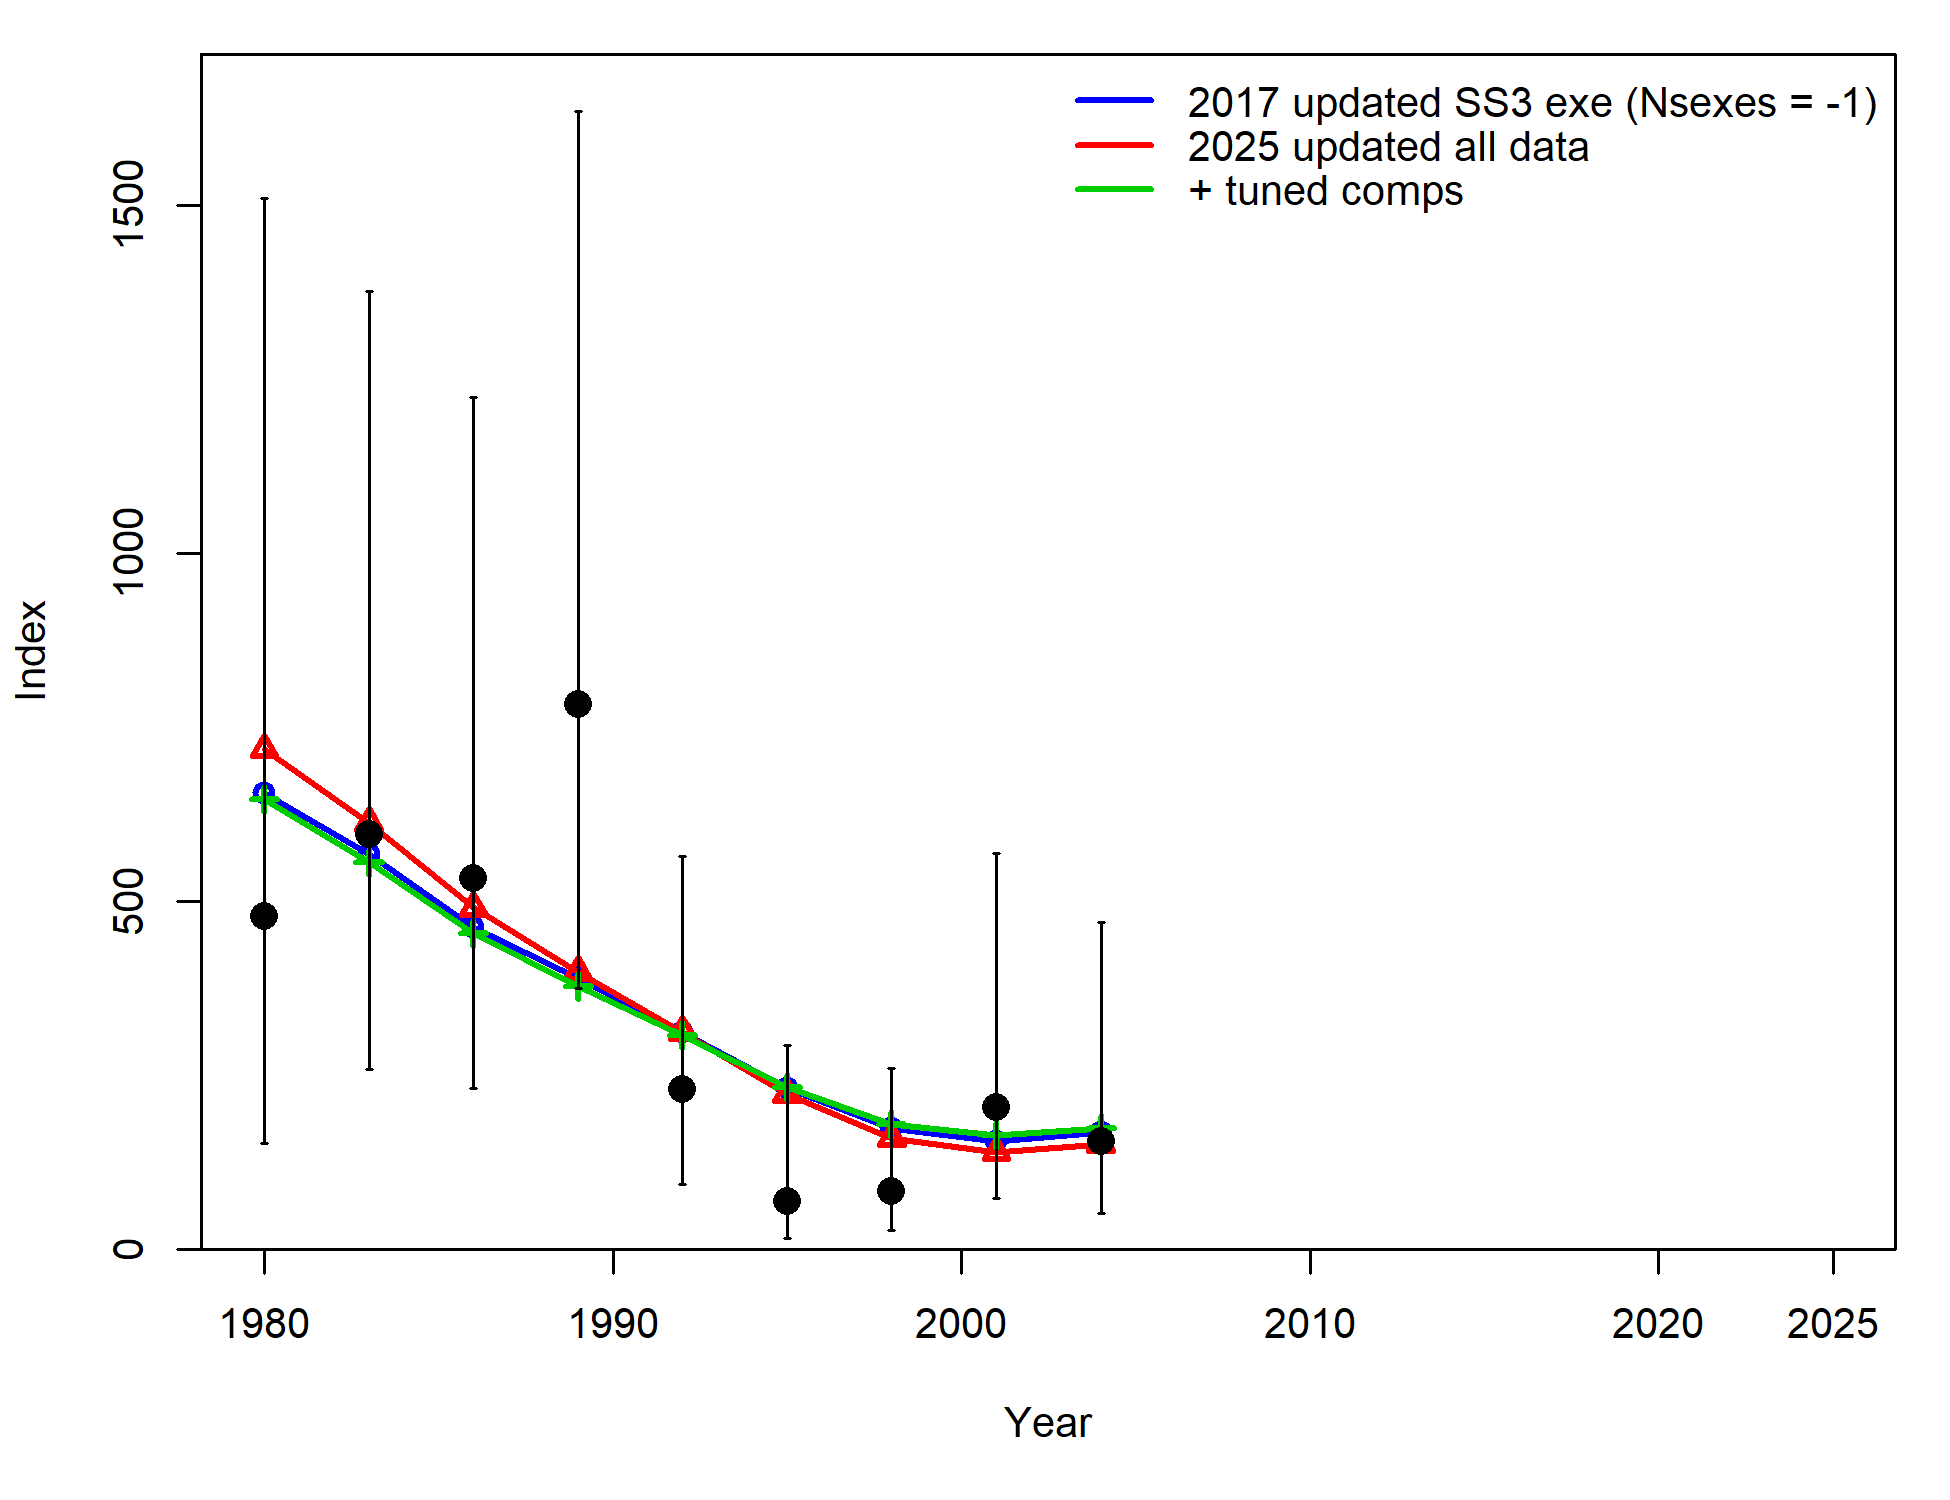 2017 updated SS3 exe (Nsexes = -1)
2025 updated all data
+ tuned comps
Index
1500
1000
500
0
1980
1990
2000
2010
2020
2025
Year